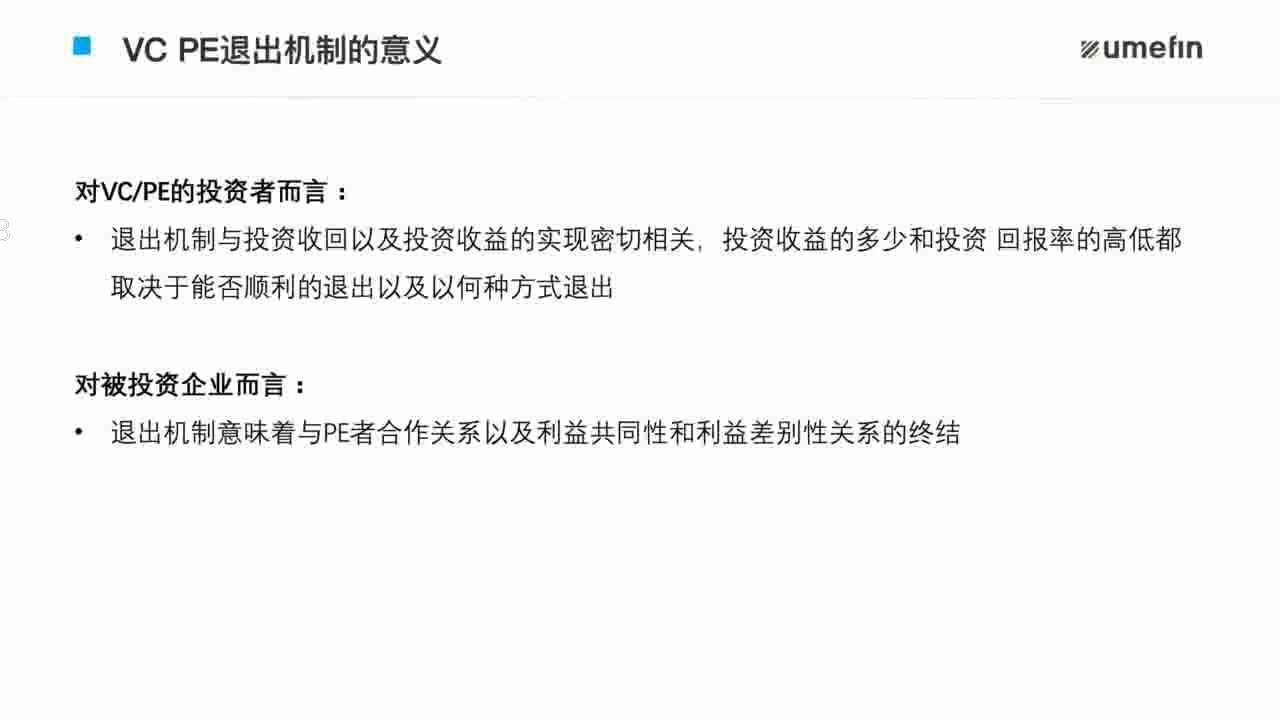 VC PE退出机制的意义
umefin
对VC/PE的投资者而言：
• 退出机制与投资收回以及投资收益的实现密切相关，投资收益的多少和投资 回报率的高低都
取决于能否顺利的退出以及以何种方式退出
对被投资企业而言：
• 退出机制意味着与PE者合作关系以及利益共同性和利益差别性关系的终结